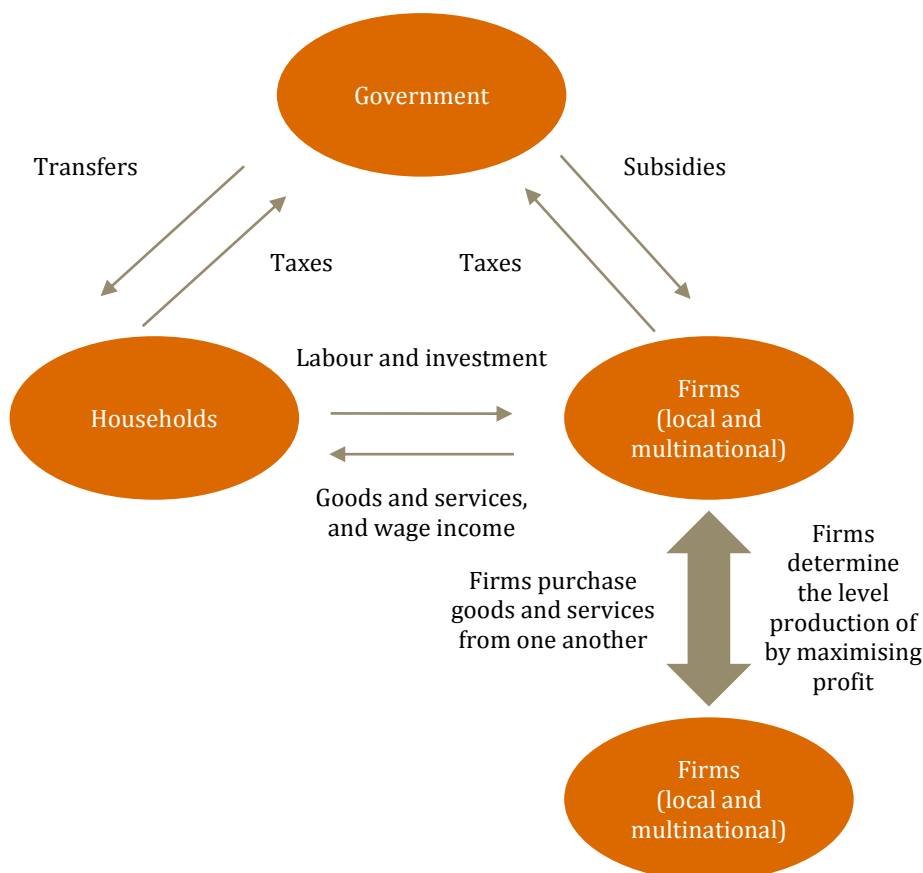 Government
Transfers
Subsidies
Taxes
Taxes
Labour and investment
Households
Firms
(local and
multinational)
Goods and services,
and wage income
Firms purchase
goods and services
from one another
Firms
determine
the level
production of
by maximising
profit
Firms
(local and
multinational)